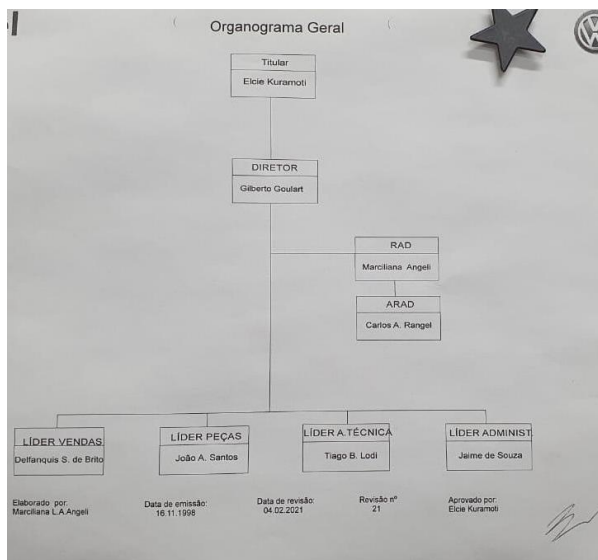 Organograma Geral
Titular
Elcie Kuramoti
DIRETOR
Gilberto Goulart
RAD
Marciliana Angeli
ARAD
Carlos A. Rangel
LÍDER VENDAS
Delfanquis S. de Brito
LÍDER PEÇAS
João A. Santos
LÍDER A.TÉCNICA
Tiago B. Lodi
LÍDER ADMINIST
Jaime de Souza
Elaborado por:
Marciliana L.A.Angeli
Data de emissão:
16.11.1998
Data de revisão:
04.02.2021
Revisão nº
21
Aprovado por:
Elcie Kuramoti